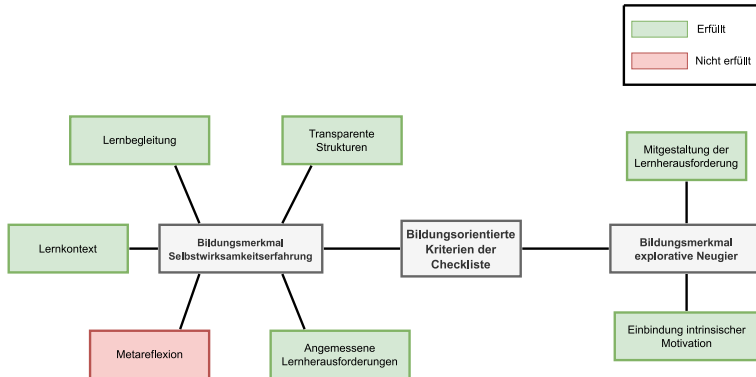 Erfüllt
Nicht erfüllt
Lernbegleitung
Transparente
Strukturen
Mitgestaltung der
Lernherausforderung
Lernkontext
Bildungsmerkmal
Selbstwirksamkeitserfahrung
Bildungsorientierte
Kriterien der
Checkliste
Bildungsmerkmal
explorative Neugier
Metareflexion
Angemessene
Lernherausforderungen
Einbindung intrinsischer
Motivation